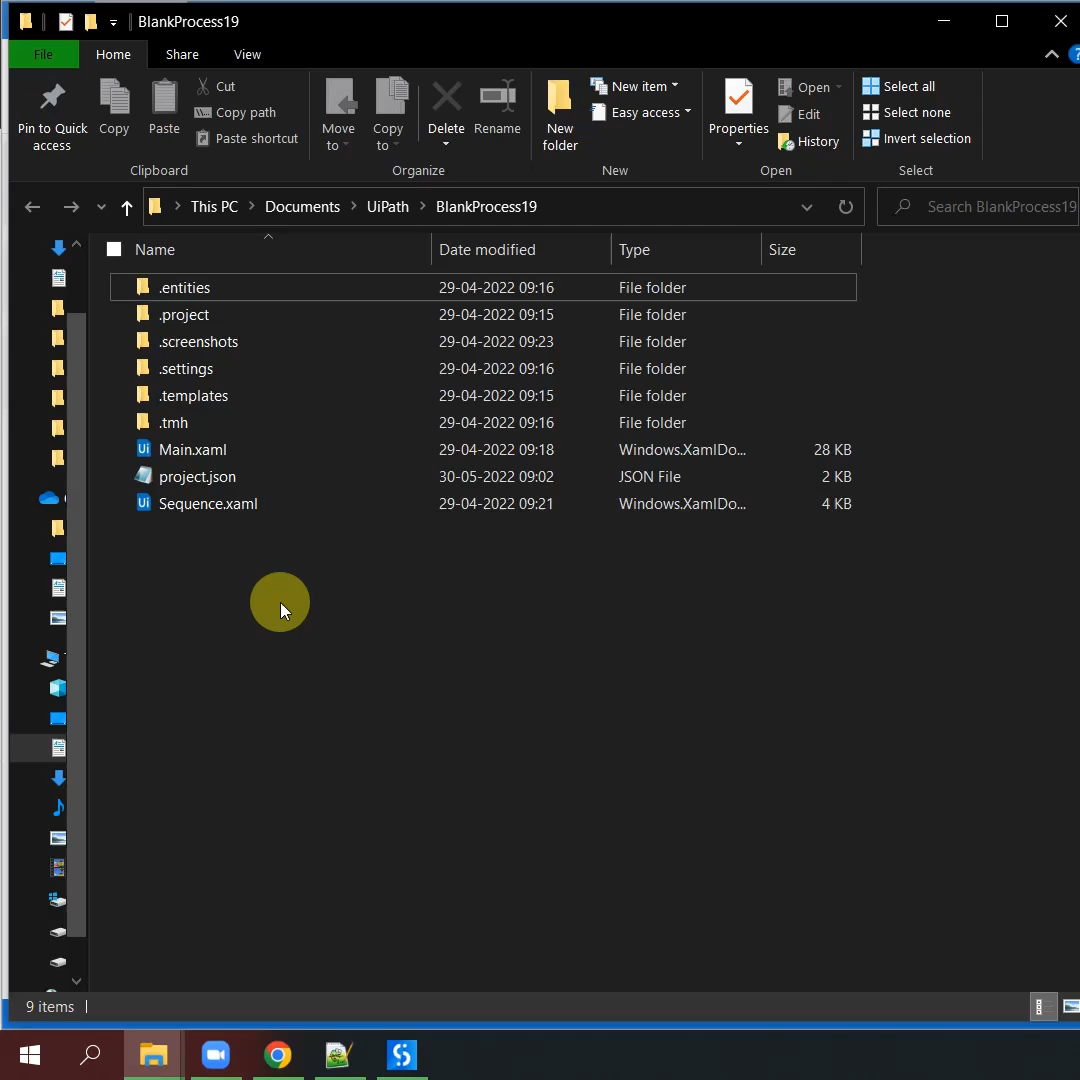 BlankProcess19
File Home Share View
Pin to Quick access
Copy
Paste
Cut
Copy path
Paste shortcut
Clipboard
Move to
Copy to
Delete
Rename
Organize
New folder
New item
Easy access
New
Properties
Open
Edit
History
Open
Select all
Select none
Invert selection
Select
This PC > Documents > UiPath > BlankProcess19
Search BlankProcess19
Name Date modified Type Size
.entities 29-04-2022 09:16 File folder
.project 29-04-2022 09:15 File folder
.screenshots 29-04-2022 09:23 File folder
.settings 29-04-2022 09:16 File folder
.templates 29-04-2022 09:15 File folder
.tmh 29-04-2022 09:16 File folder
Ui Main.xaml 29-04-2022 09:18 Windows.XamlDo... 28 KB
project.json 30-05-2022 09:02 JSON File 2 KB
Ui Sequence.xaml 29-04-2022 09:21 Windows.XamlDo... 4 KB
9 items